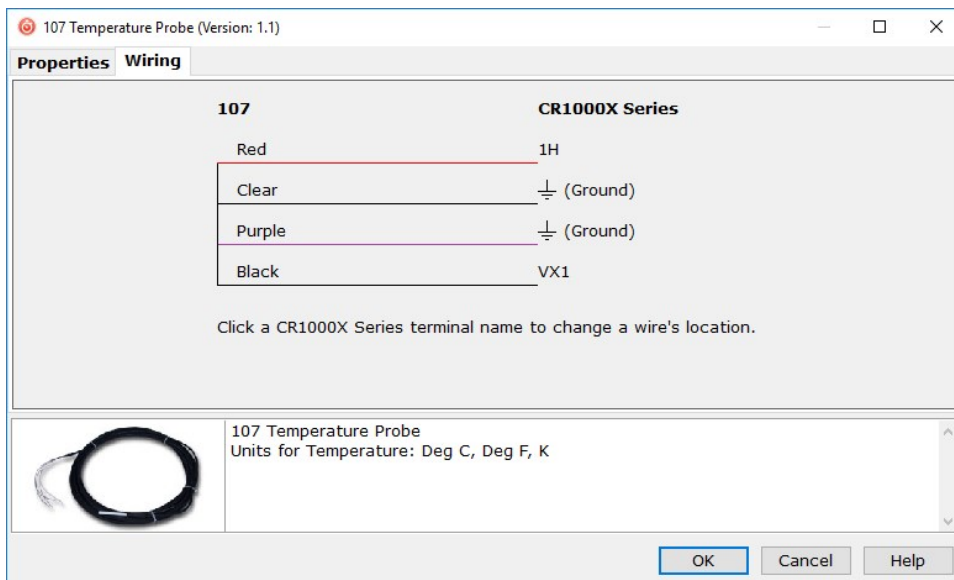 107 Temperature Probe (Version: 1.1)
Properties Wiring
107 CR1000X Series
Red 1H
Clear (Ground)
Purple (Ground)
Black VX1
Click a CR1000X Series terminal name to change a wire's location.
107 Temperature Probe
Units for Temperature: Deg C, Deg F, K
OK Cancel Help